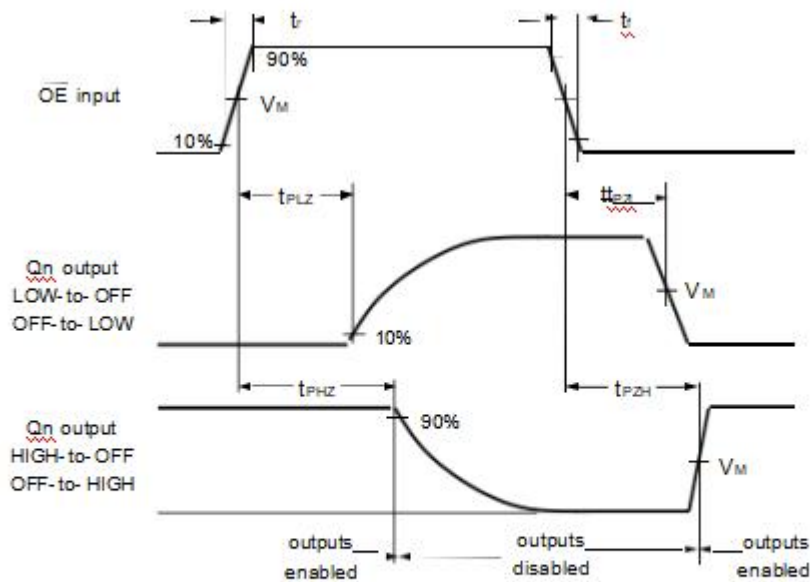 tr
tf
90%
OE input
VM
10%
tPLZ
Qn output
LOW-to-OFF
OFF-to-LOW
VM
10%
tPHZ
tPZH
Qn output
HIGH-to-OFF
OFF-to-HIGH
90%
VM
outputs
enabled
outputs
disabled
outputs
enabled